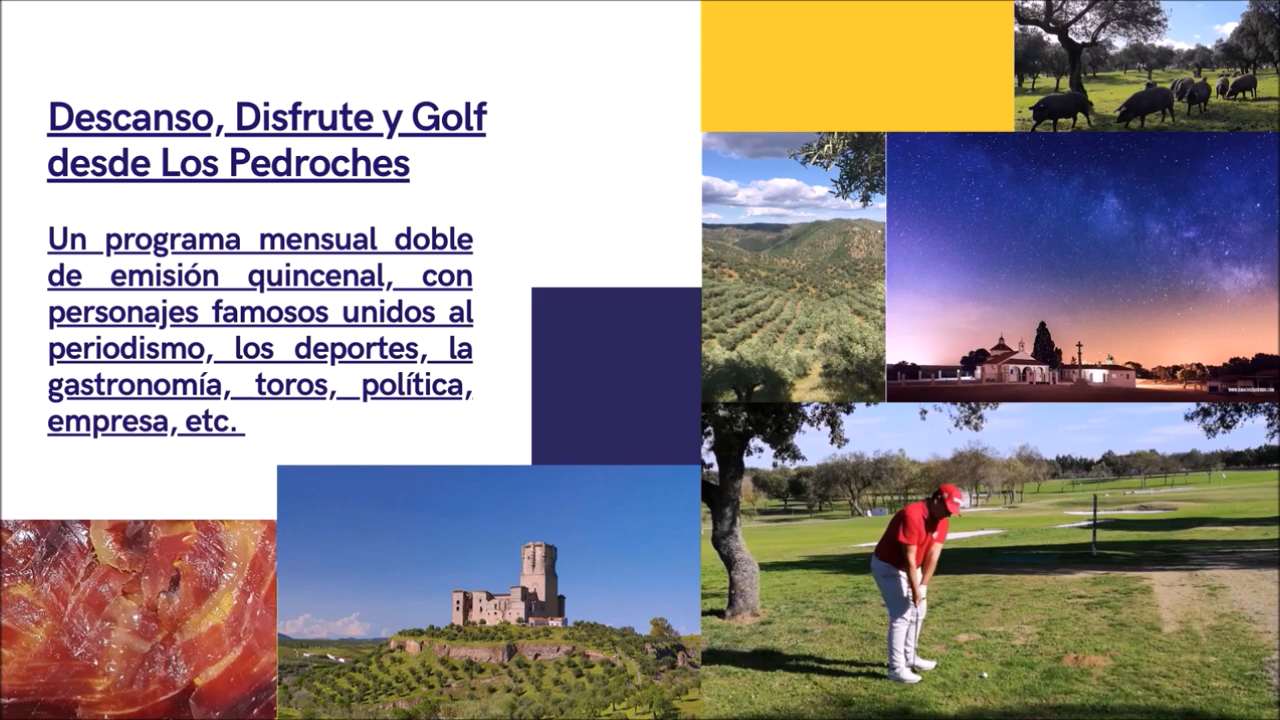 Descanso, Disfrute y Golf
desde Los Pedroches
Un programa mensual doble
de emisión quincenal, con
personajes famosos unidos al
periodismo, los deportes, la
gastronomía, toros, política,
empresa, etc.